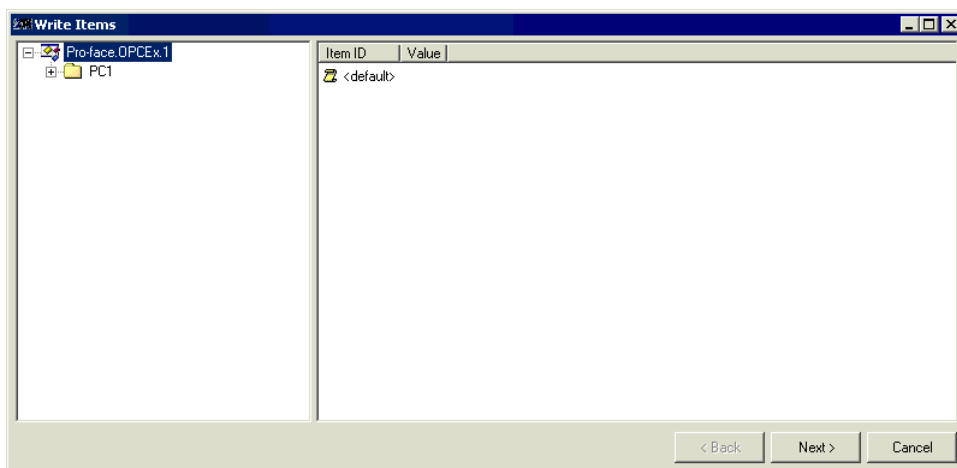 Write Items
Pro-face.OPCEx.1
PC1
Item ID Value
<default>
< Back Next > Cancel